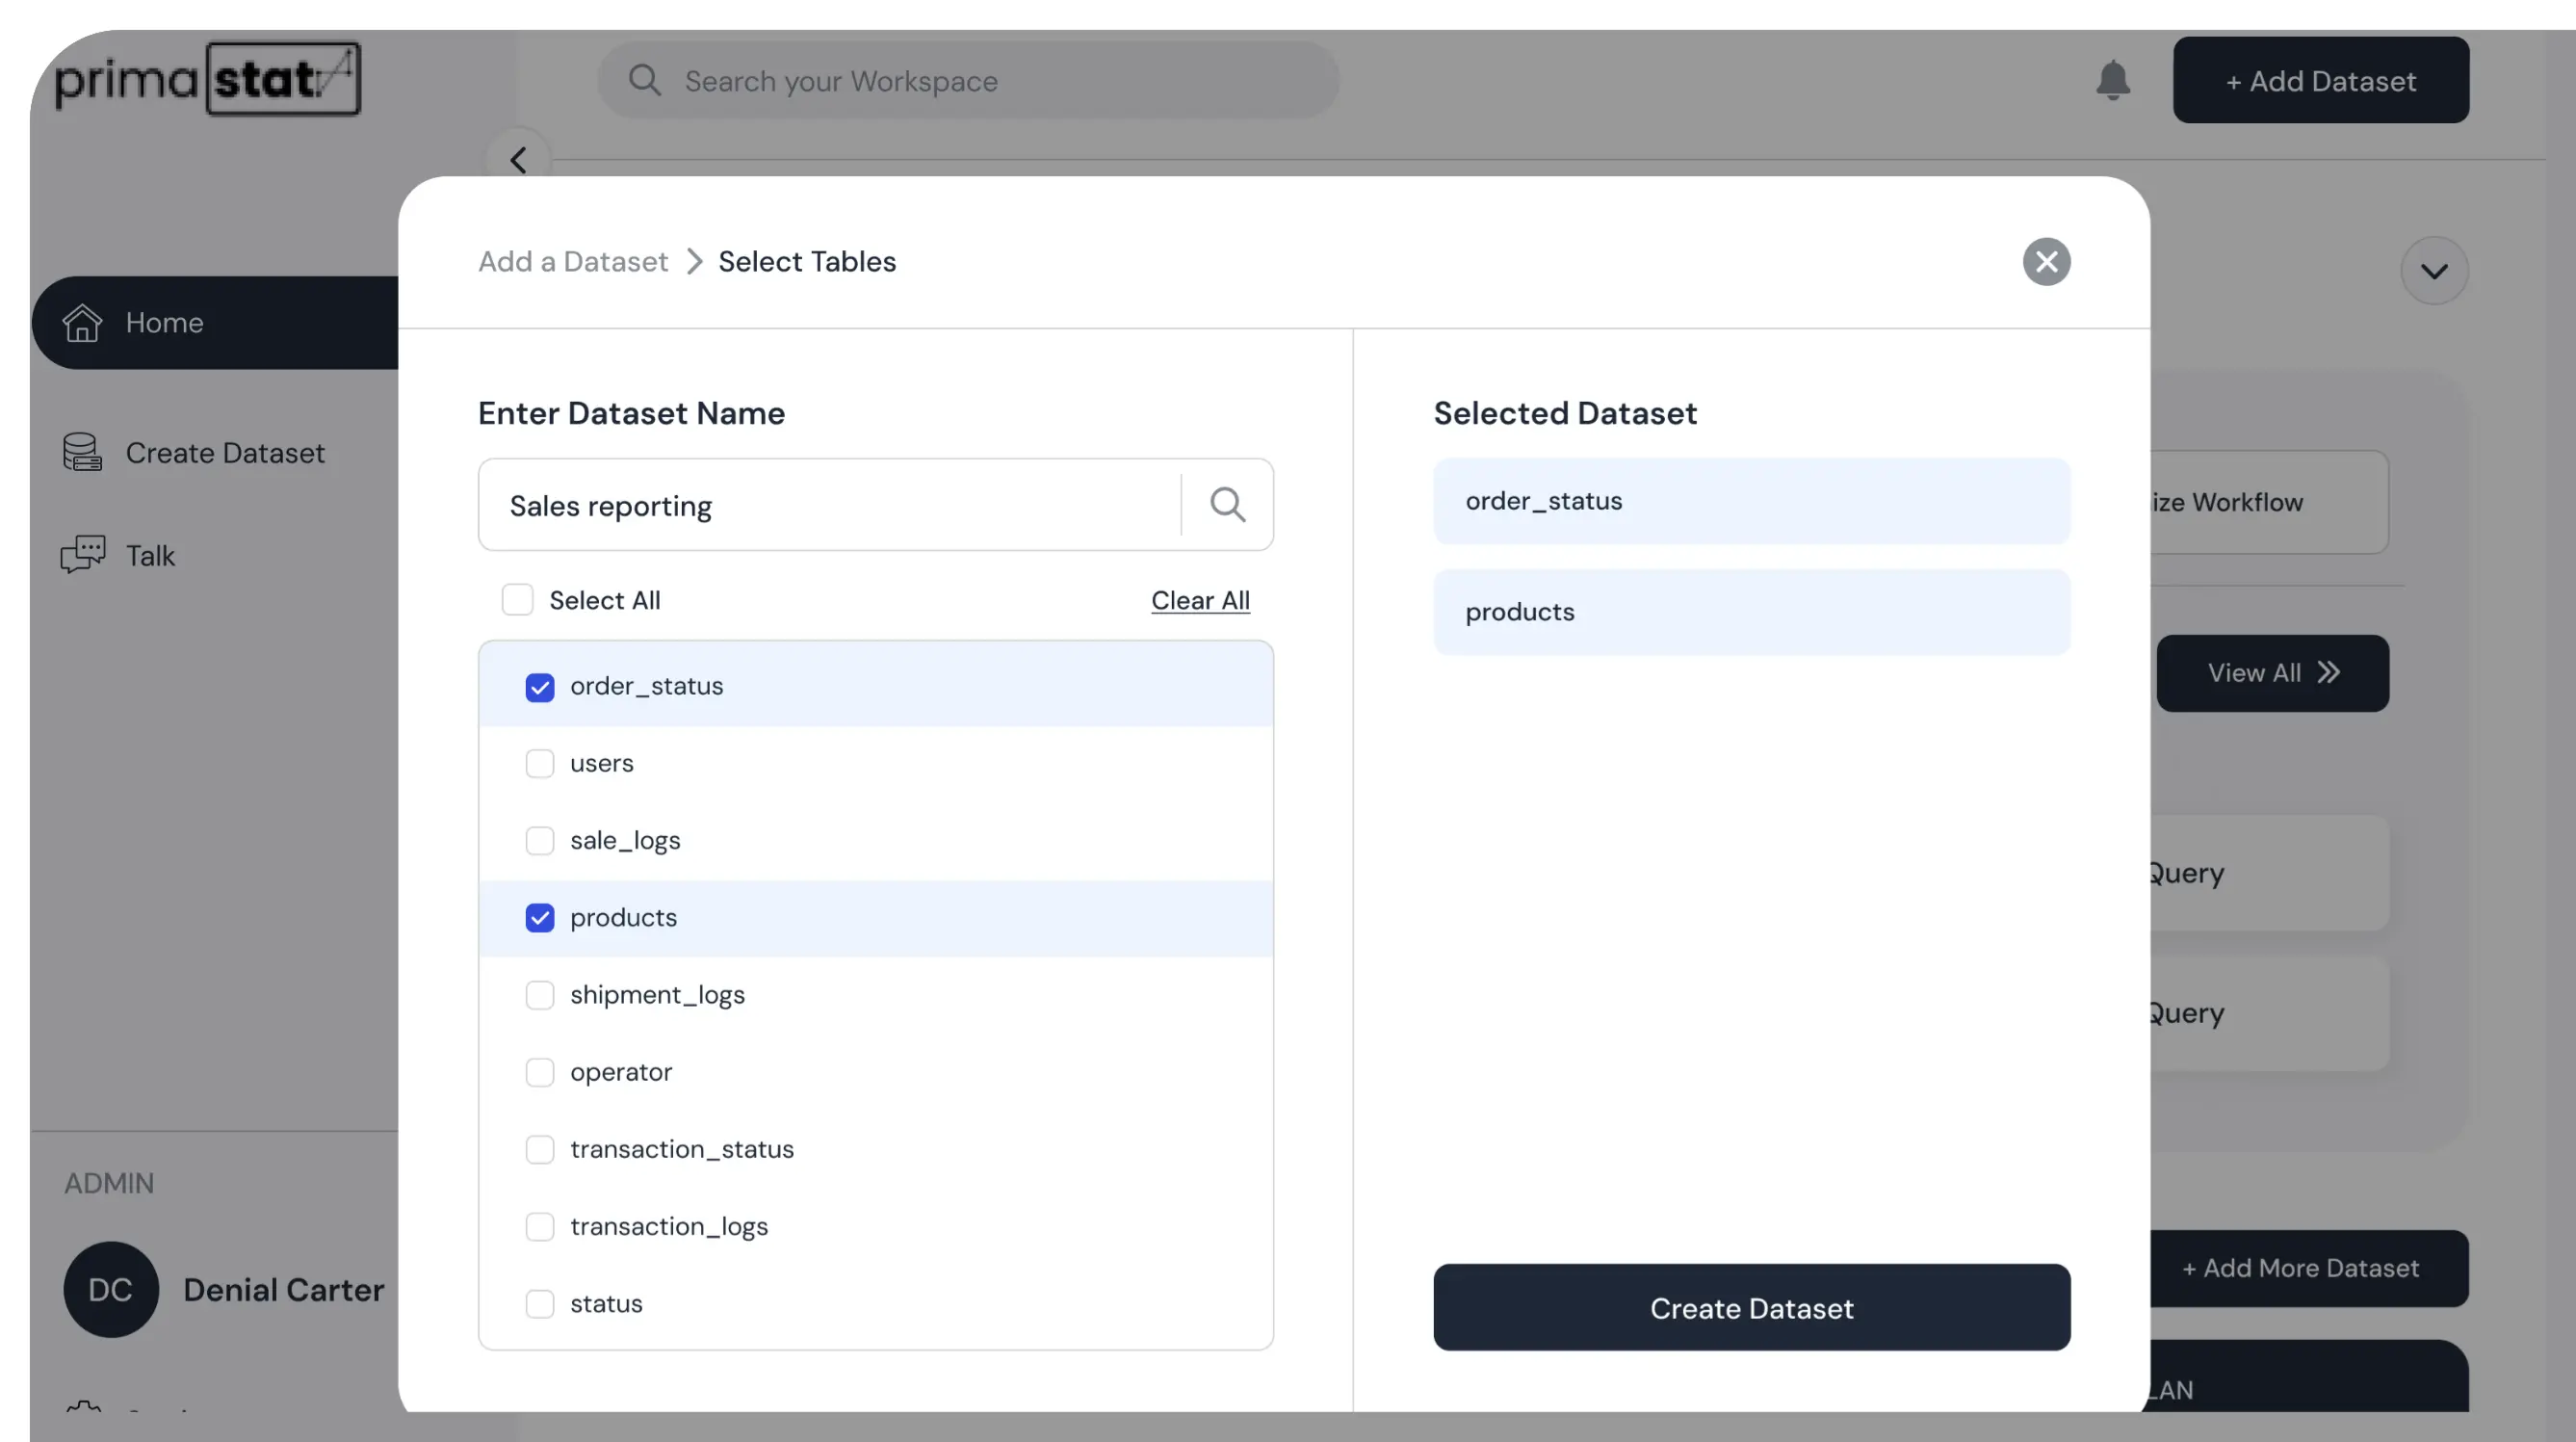 primastat
Search your Workspace
+ Add Dataset
Add a Dataset
Select Tables
Home
Create Dataset
Talk
Enter Dataset Name
Sales reporting
Select All
Clear All
order_status
users
sale_logs
products
shipment_logs
operator
transaction_status
transaction_logs
status
Selected Dataset
order_status
products
Create Dataset
Workflow
View All
Query
Query
+ Add More Dataset
ADMIN
DC
Denial Carter